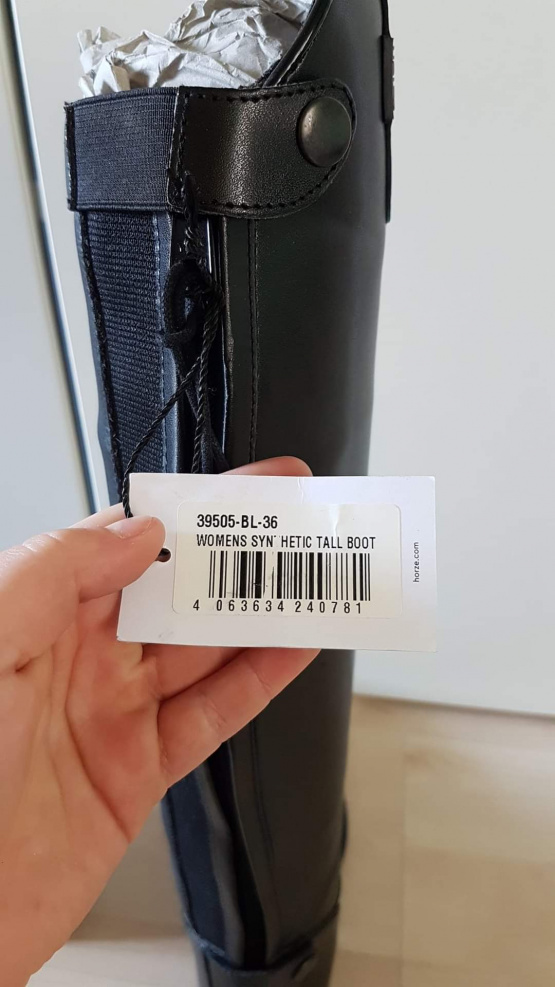 39505-BL-36
WOMENS SYN HETIC TALL BOOT
4 063634 240781
horze.com